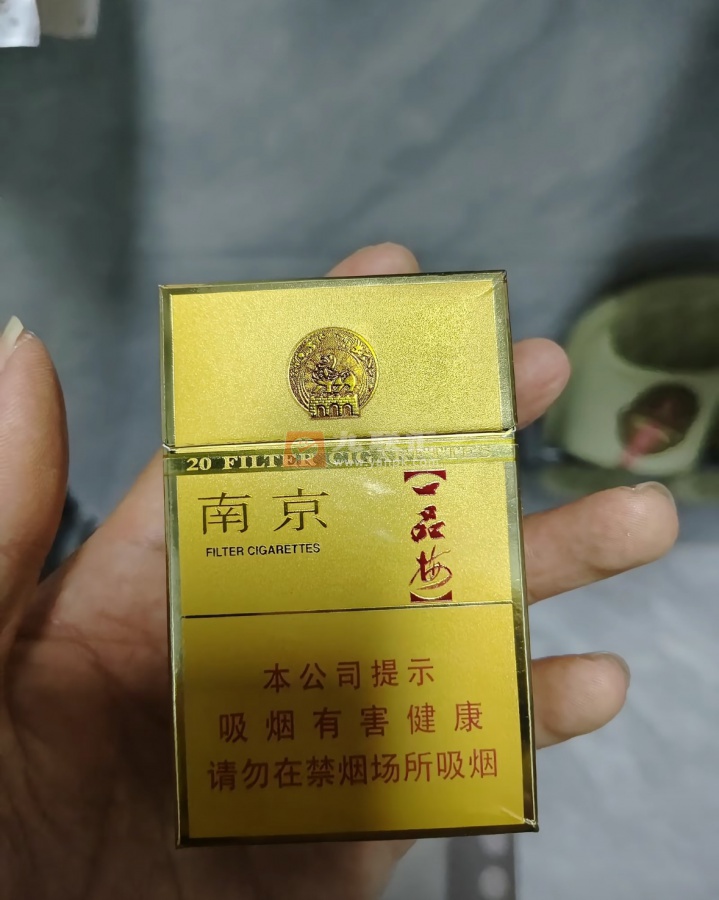 20 FILTER CIGARETTES
南京
FILTER CIGARETTES
【一品梅】
本公司提示
吸烟有害健康
请勿在禁烟场所吸烟